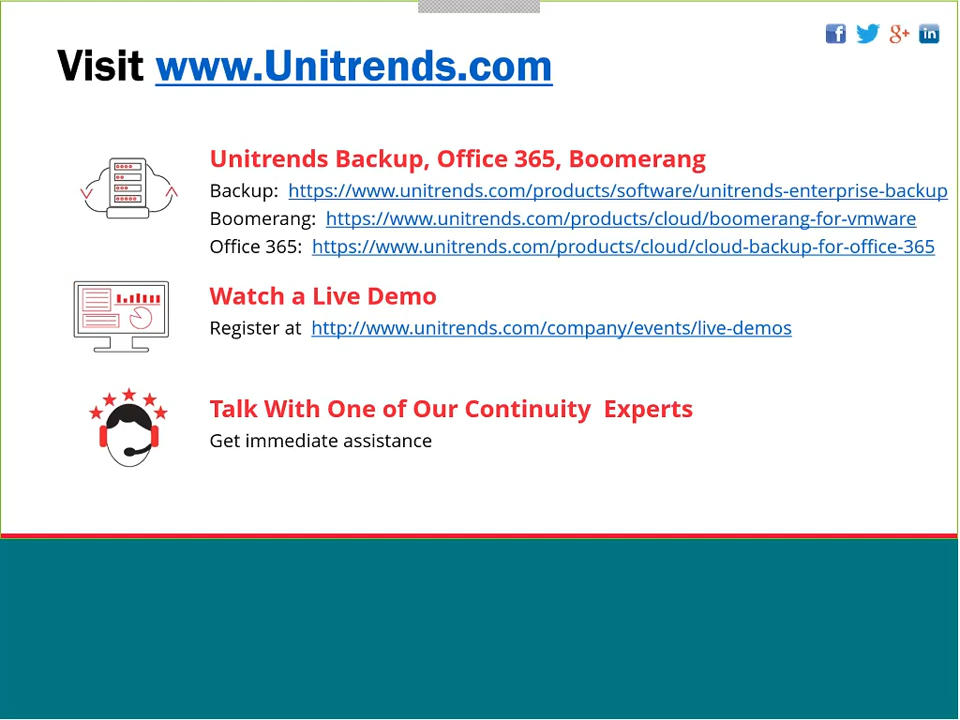 Visit www.Unitrends.com
f g+ in
Unitrends Backup, Office 365, Boomerang
Backup: https://www.unitrends.com/products/software/unitrends-enterprise-backup
Boomerang: https://www.unitrends.com/products/cloud/boomerang-for-vmware
Office 365: https://www.unitrends.com/products/cloud/cloud-backup-for-office-365
Watch a Live Demo
Register at http://www.unitrends.com/company/events/live-demos
Talk With One of Our Continuity Experts
Get immediate assistance